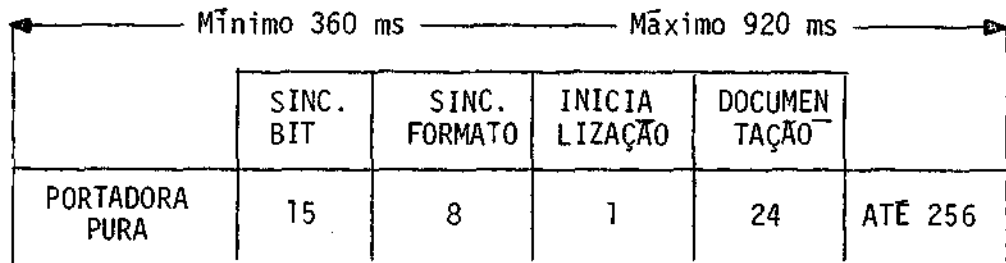 Mínimo 360 ms Máximo 920 ms
SINC. SINC. INICIA DOCUMEN
BIT FORMATO LIZAÇÃO TAÇÃO
PORTADORA 15 8 1 24 ATÉ 256
PURA